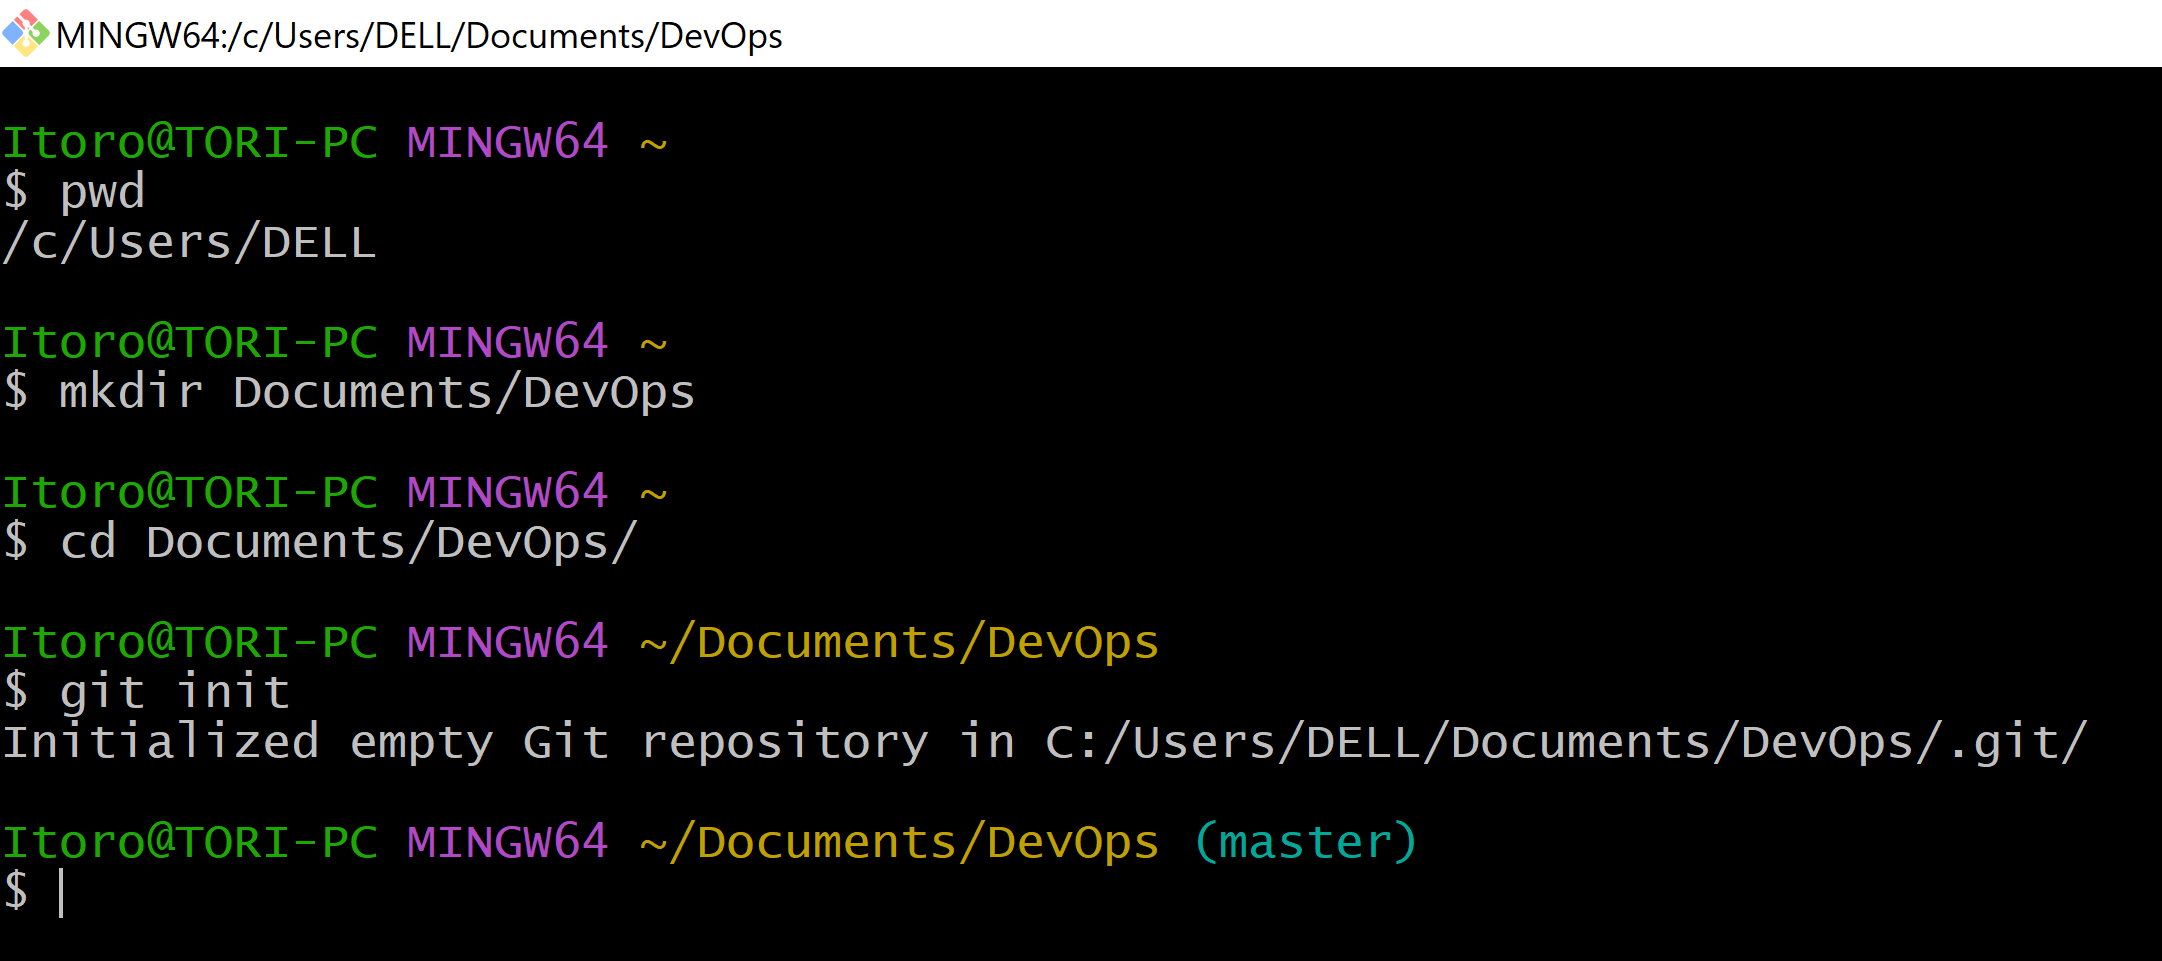 MINGW64:/c/Users/DELL/Documents/DevOps
Itoro@TORI-PC MINGW64 ~
$ pwd
/c/Users/DELL
Itoro@TORI-PC MINGW64 ~
$ mkdir Documents/DevOps
Itoro@TORI-PC MINGW64 ~
$ cd Documents/DevOps/
Itoro@TORI-PC MINGW64 ~/Documents/DevOps
$ git init
Initialized empty Git repository in C:/Users/DELL/Documents/DevOps/.git/
Itoro@TORI-PC MINGW64 ~/Documents/DevOps (master)
$